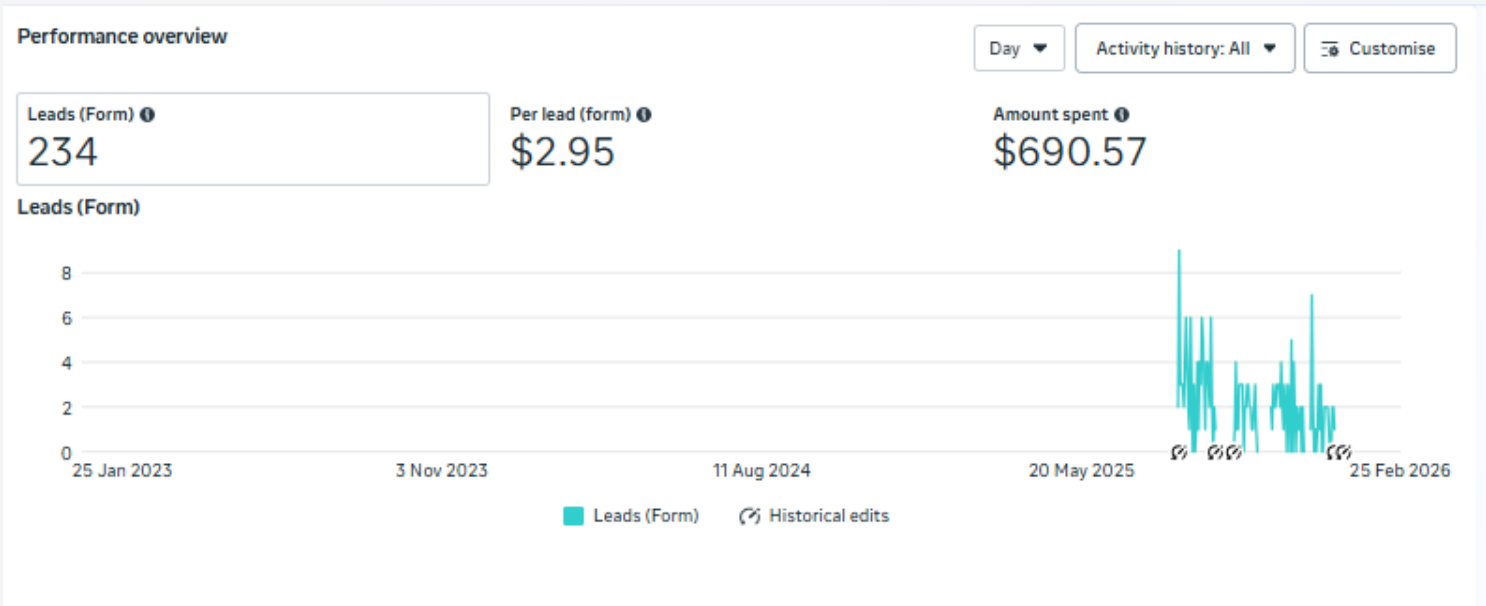 Performance overview
Day
Activity history: All
Customise
Leads (Form)
234
Per lead (form)
$2.95
Amount spent
$690.57
Leads (Form)
8
6
4
2
0
25 Jan 2023
3 Nov 2023
11 Aug 2024
20 May 2025
25 Feb 2026
Leads (Form)
Historical edits